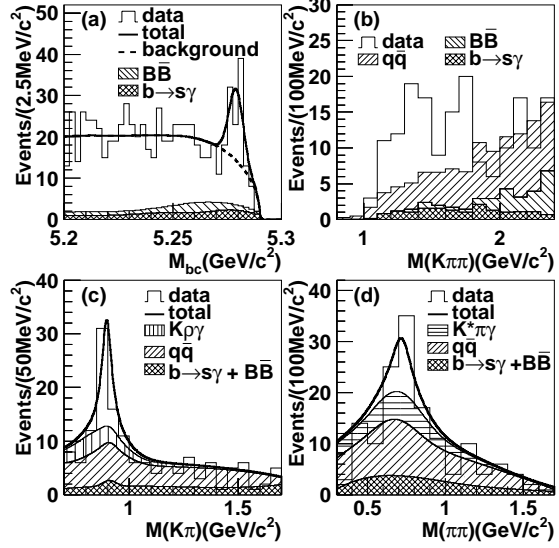 (a)
data
total
background
BB̄
b→sγ
Events/(2.5MeV/c²)
40
30
20
10
0
5.2
5.25
5.3
M_bc(GeV/c²)
(b)
data
BB̄
qq̄
b→sγ
Events/(100MeV/c²)
30
25
20
15
10
5
0
1
2
M(Kππ)(GeV/c²)
(c)
data
total
Kργ
qq̄
b→sγ + BB̄
Events/(50MeV/c²)
40
30
20
10
0
1
1.5
M(Kπ)(GeV/c²)
(d)
data
total
K*πγ
qq̄
b→sγ +BB̄
Events/(100MeV/c²)
40
30
20
10
0
0.5
1
1.5
M(ππ)(GeV/c²)